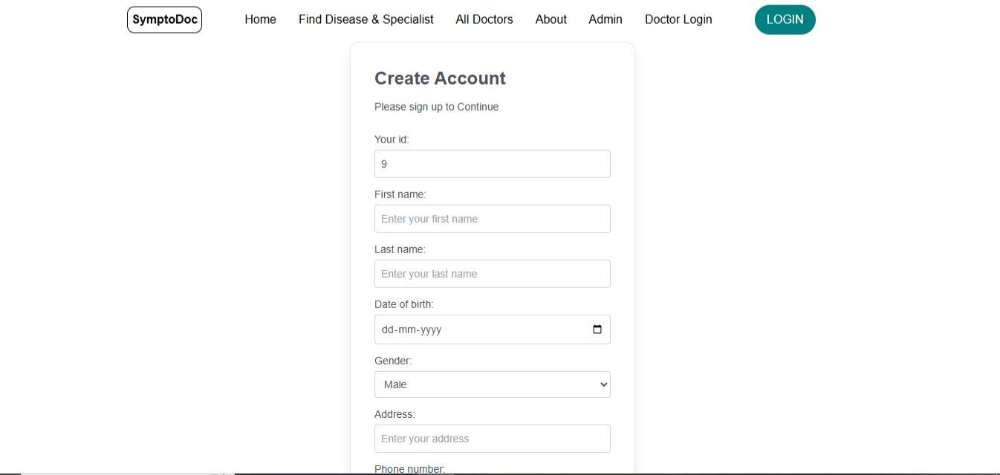 SymptoDoc Home Find Disease & Specialist All Doctors About Admin Doctor Login LOGIN
Create Account
Please sign up to Continue
Your id:
9
First name:
Enter your first name
Last name:
Enter your last name
Date of birth:
dd-mm-yyyy
Gender:
Male
Address:
Enter your address
Phone number: